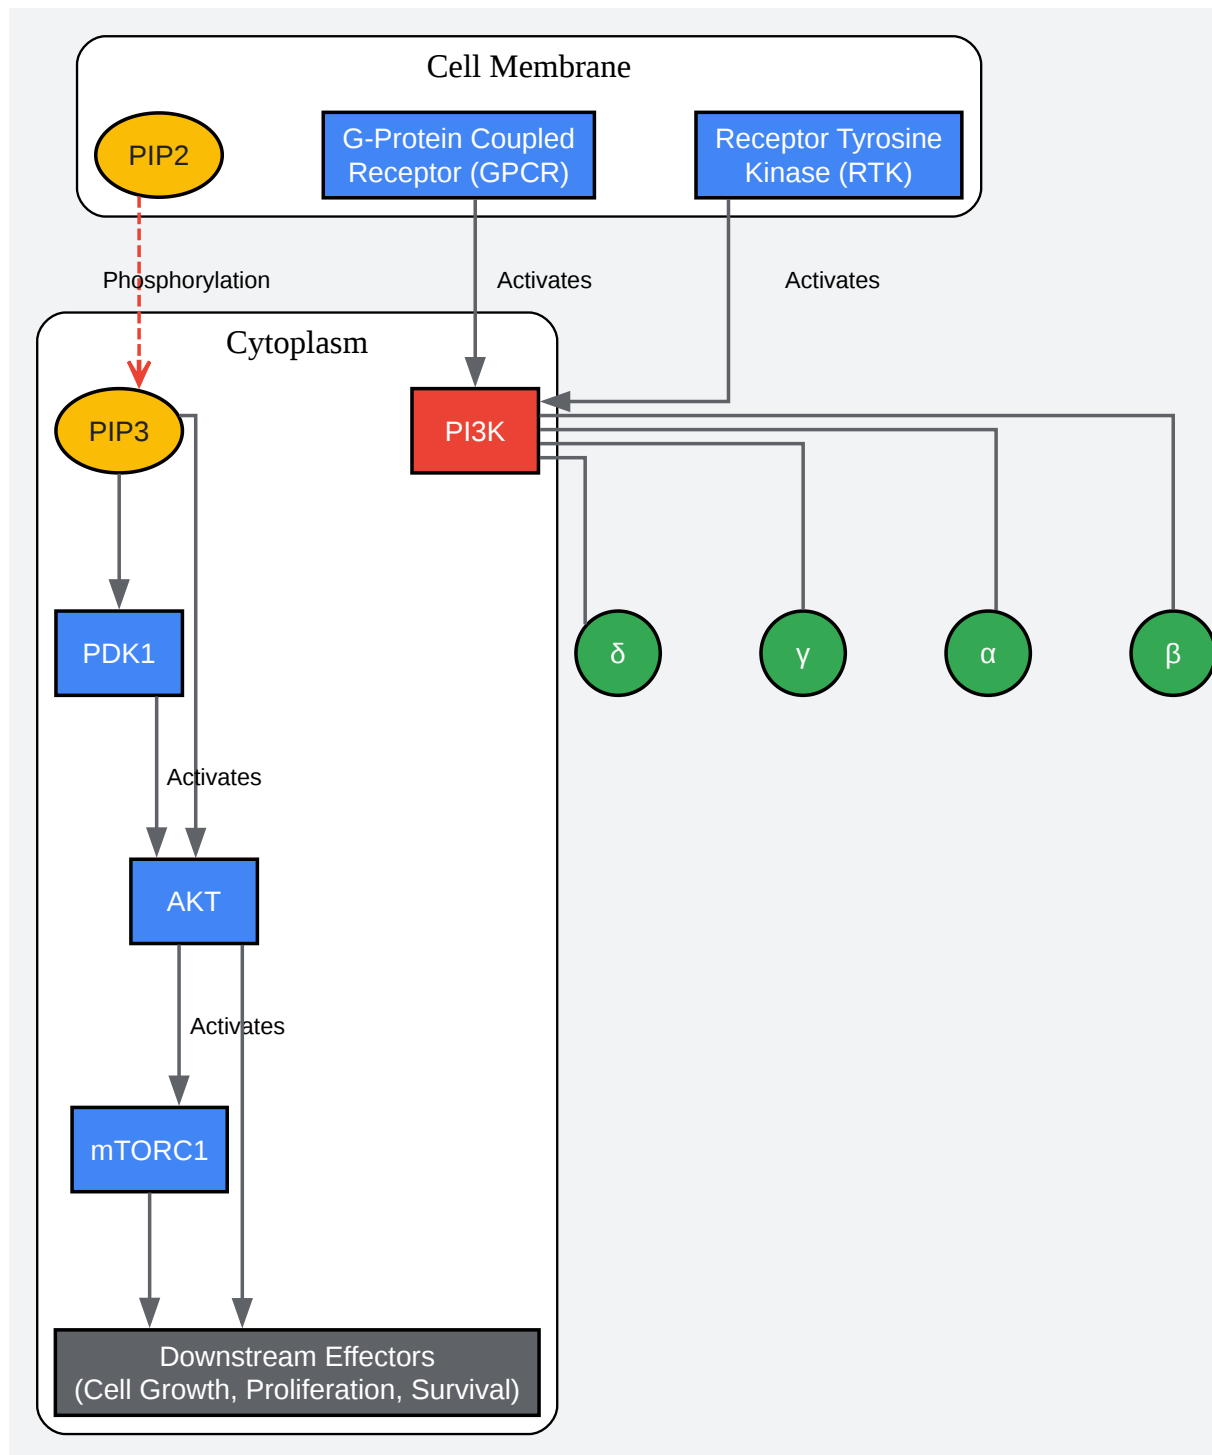 Cell Membrane
PIP2
G-Protein Coupled
Receptor (GPCR)
Receptor Tyrosine
Kinase (RTK)
Phosphorylation
Activates
Activates
Cytoplasm
PIP3
PI3K
PDK1
δ
γ
α
β
Activates
AKT
Activates
mTORC1
Downstream Effectors
(Cell Growth, Proliferation, Survival)